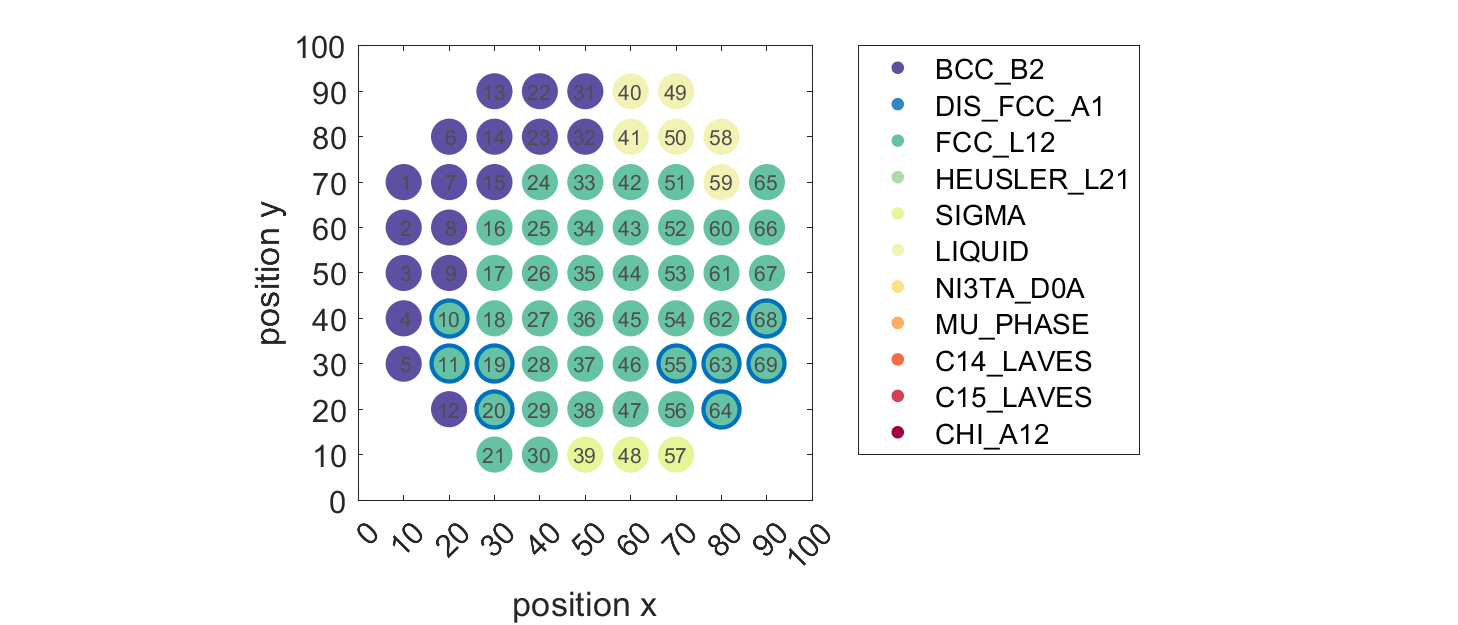 100
90
80
70
60
50
40
30
20
10
0
position y
13 22 31 40 49
6 14 23 32 41 50 58
1 7 15 24 33 42 51 59 65
2 8 16 25 34 43 52 60 66
3 9 17 26 35 44 53 61 67
4 10 18 27 36 45 54 62 68
5 11 19 28 37 46 55 63 69
12 20 29 38 47 56 64
21 30 39 48 57
0 10 20 30 40 50 60 70 80 90 100
position x
BCC_B2
DIS_FCC_A1
FCC_L12
HEUSLER_L21
SIGMA
LIQUID
NI3TA_D0A
MU_PHASE
C14_LAVES
C15_LAVES
CHI_A12